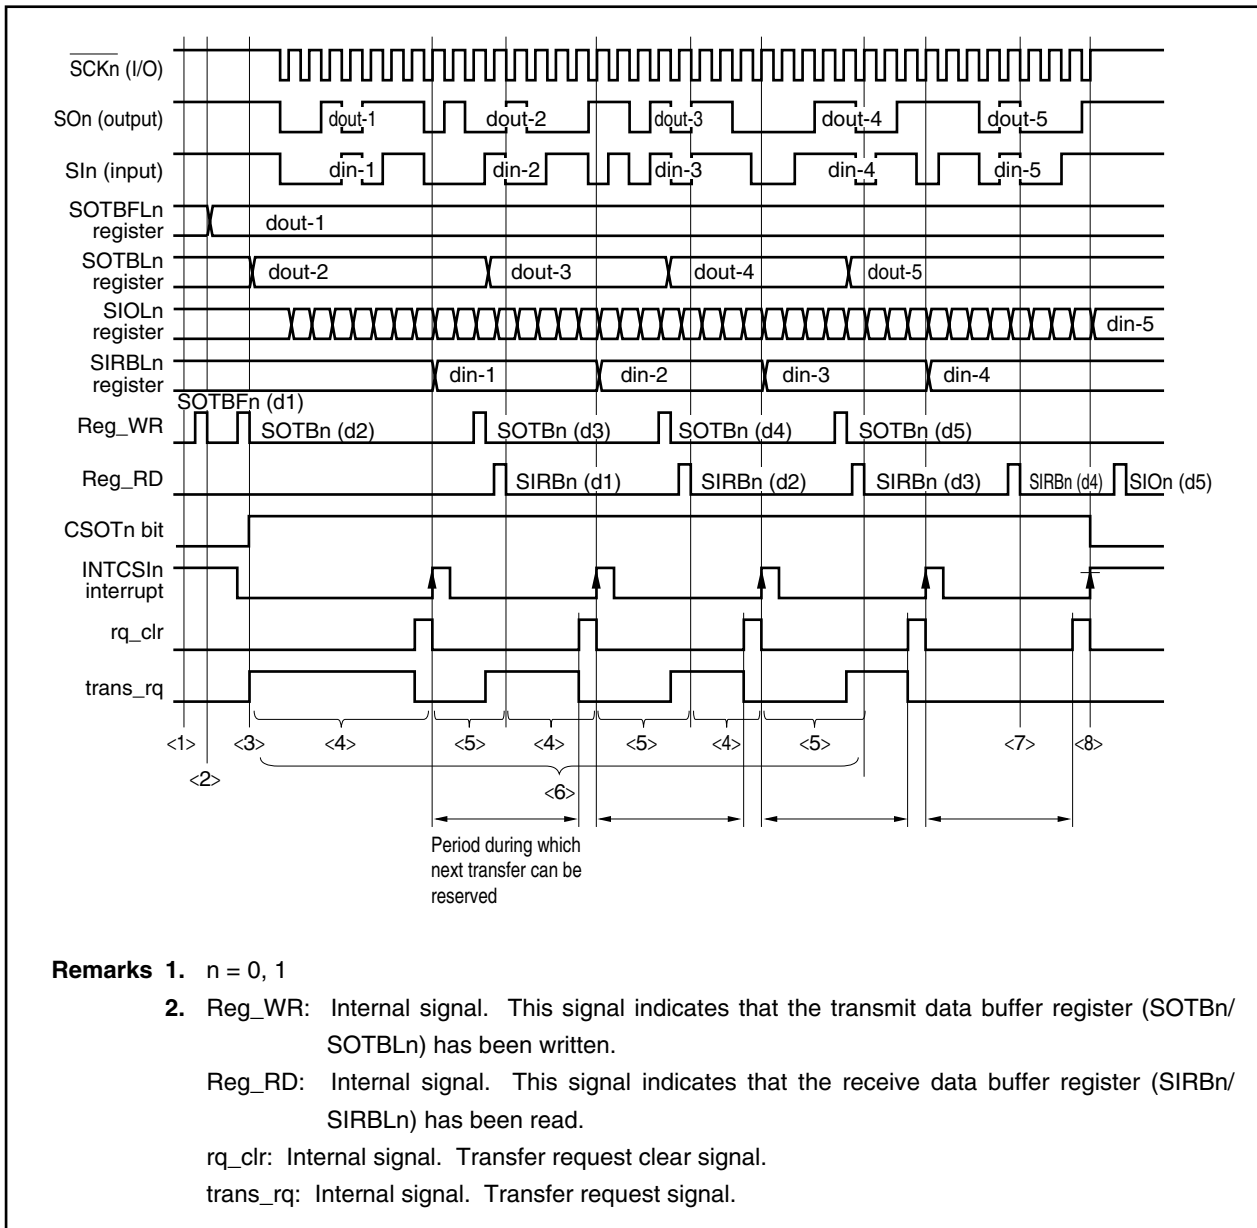 SCKn (I/O)
SOn (output)
dout-1 dout-2 dout-3 dout-4 dout-5
SIn (input)
din-1 din-2 din-3 din-4 din-5
SOTBFLn
register
dout-1
SOTBLn
register
dout-2 dout-3 dout-4 dout-5
SIOLn
register
din-5
SIRBLn
register
din-1 din-2 din-3 din-4
SOTBFn (d1)
Reg_WR
SOTBn (d2) SOTBn (d3) SOTBn (d4) SOTBn (d5)
Reg_RD
SIRBn (d1) SIRBn (d2) SIRBn (d3) SIRBn (d4) SIOn (d5)
CSOTn bit
INTCSIn
interrupt
rq_clr
trans_rq
<1> <3> <4> <5> <4> <5> <4> <5> <7> <8>
<2>
<6>
Period during which
next transfer can be
reserved
Remarks 1. n = 0, 1
2. Reg_WR: Internal signal. This signal indicates that the transmit data buffer register (SOTBn/
SOTBLn) has been written.
Reg_RD: Internal signal. This signal indicates that the receive data buffer register (SIRBn/
SIRBLn) has been read.
rq_clr: Internal signal. Transfer request clear signal.
trans_rq: Internal signal. Transfer request signal.